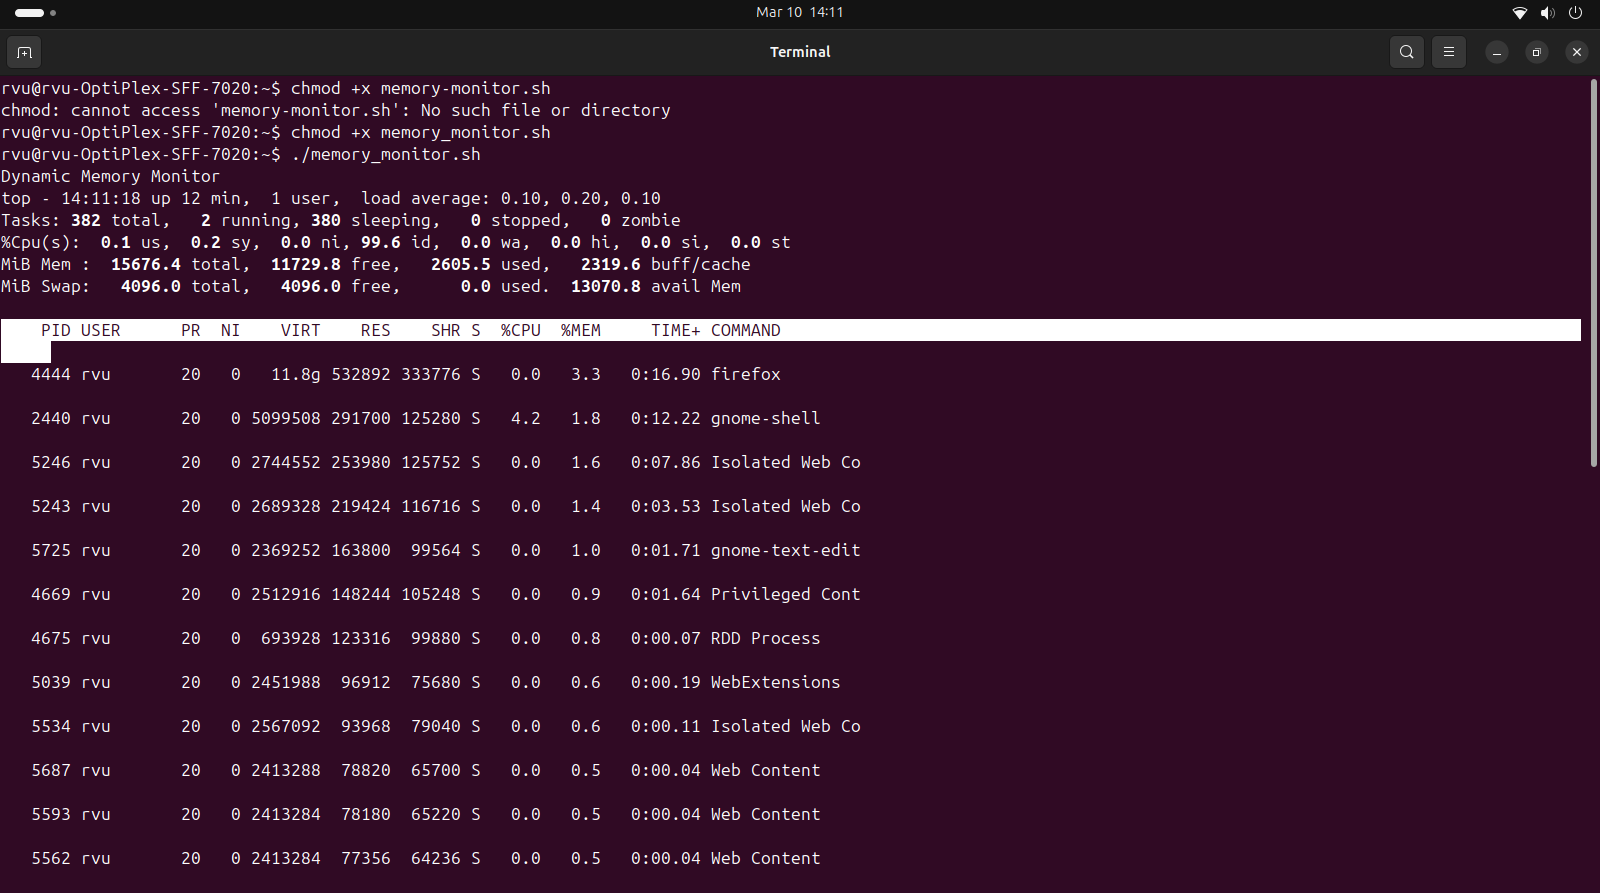 Mar 10 14:11
Terminal
rvu@rvu-OptiPlex-SFF-7020:~$ chmod +x memory-monitor.sh
chmod: cannot access 'memory-monitor.sh': No such file or directory
rvu@rvu-OptiPlex-SFF-7020:~$ chmod +x memory_monitor.sh
rvu@rvu-OptiPlex-SFF-7020:~$ ./memory_monitor.sh
Dynamic Memory Monitor
top - 14:11:18 up 12 min,  1 user,  load average: 0.10, 0.20, 0.10
Tasks: 382 total,   2 running, 380 sleeping,   0 stopped,   0 zombie
%Cpu(s):  0.1 us,  0.2 sy,  0.0 ni, 99.6 id,  0.0 wa,  0.0 hi,  0.0 si,  0.0 st
MiB Mem :  15676.4 total,  11729.8 free,   2605.5 used,   2319.6 buff/cache
MiB Swap:   4096.0 total,   4096.0 free,      0.0 used.  13070.8 avail Mem
    PID USER      PR  NI    VIRT    RES    SHR S  %CPU  %MEM     TIME+ COMMAND
   4444 rvu       20   0   11.8g 532892 333776 S   0.0   3.3   0:16.90 firefox
   2440 rvu       20   0 5099508 291700 125280 S   4.2   1.8   0:12.22 gnome-shell
   5246 rvu       20   0 2744552 253980 125752 S   0.0   1.6   0:07.86 Isolated Web Co
   5243 rvu       20   0 2689328 219424 116716 S   0.0   1.4   0:03.53 Isolated Web Co
   5725 rvu       20   0 2369252 163800  99564 S   0.0   1.0   0:01.71 gnome-text-edit
   4669 rvu       20   0 2512916 148244 105248 S   0.0   0.9   0:01.64 Privileged Cont
   4675 rvu       20   0  693928 123316  99880 S   0.0   0.8   0:00.07 RDD Process
   5039 rvu       20   0 2451988  96912  75680 S   0.0   0.6   0:00.19 WebExtensions
   5534 rvu       20   0 2567092  93968  79040 S   0.0   0.6   0:00.11 Isolated Web Co
   5687 rvu       20   0 2413288  78820  65700 S   0.0   0.5   0:00.04 Web Content
   5593 rvu       20   0 2413284  78180  65220 S   0.0   0.5   0:00.04 Web Content
   5562 rvu       20   0 2413284  77356  64236 S   0.0   0.5   0:00.04 Web Content